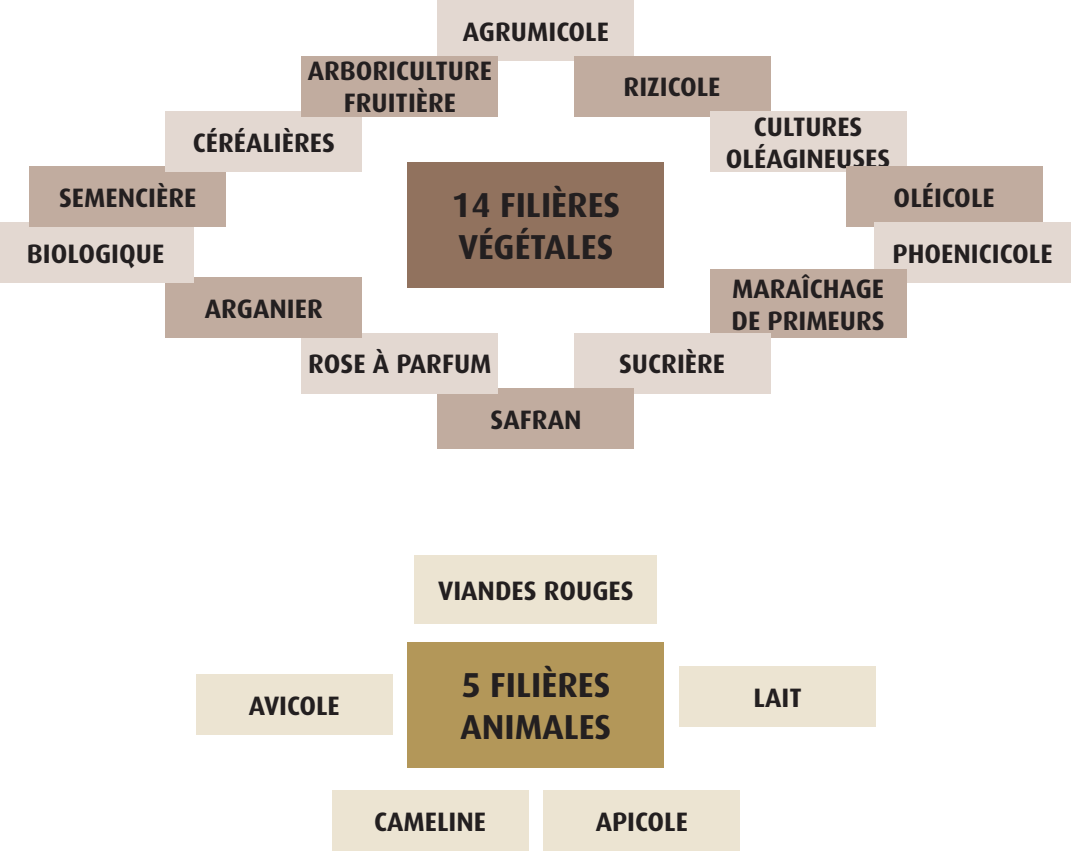 AGRUMICOLE
ARBORICULTURE
FRUITIÈRE
RIZICOLE
CÉRÉALIÈRES
CULTURES
OLÉAGINEUSES
SEMENCIÈRE
14 FILIÈRES
VÉGÉTALES
OLÉICOLE
BIOLOGIQUE
PHOENICICOLE
ARGANIER
MARAÎCHAGE
DE PRIMEURS
ROSE À PARFUM
SUCRIÈRE
SAFRAN
VIANDES ROUGES
AVICOLE
5 FILIÈRES
ANIMALES
LAIT
CAMELINE
APICOLE